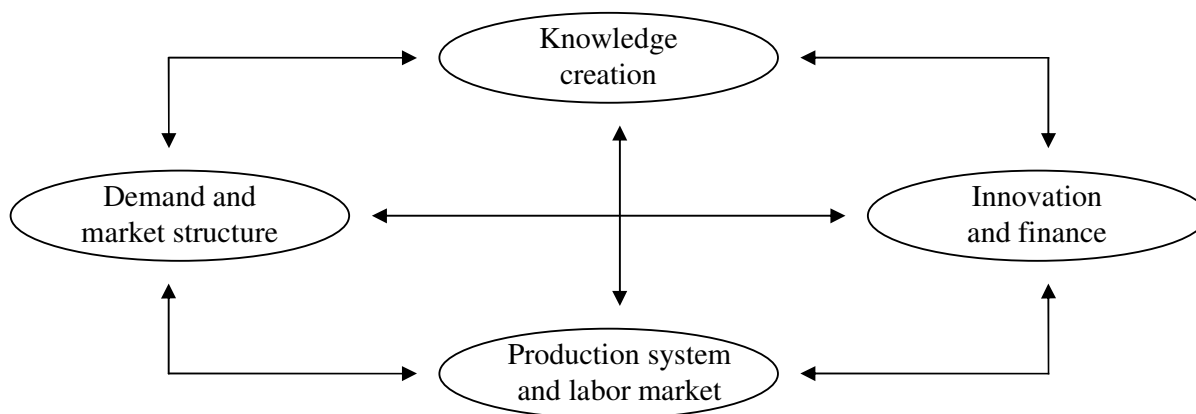 Knowledge
creation
Demand and
market structure
Innovation
and finance
Production system
and labor market